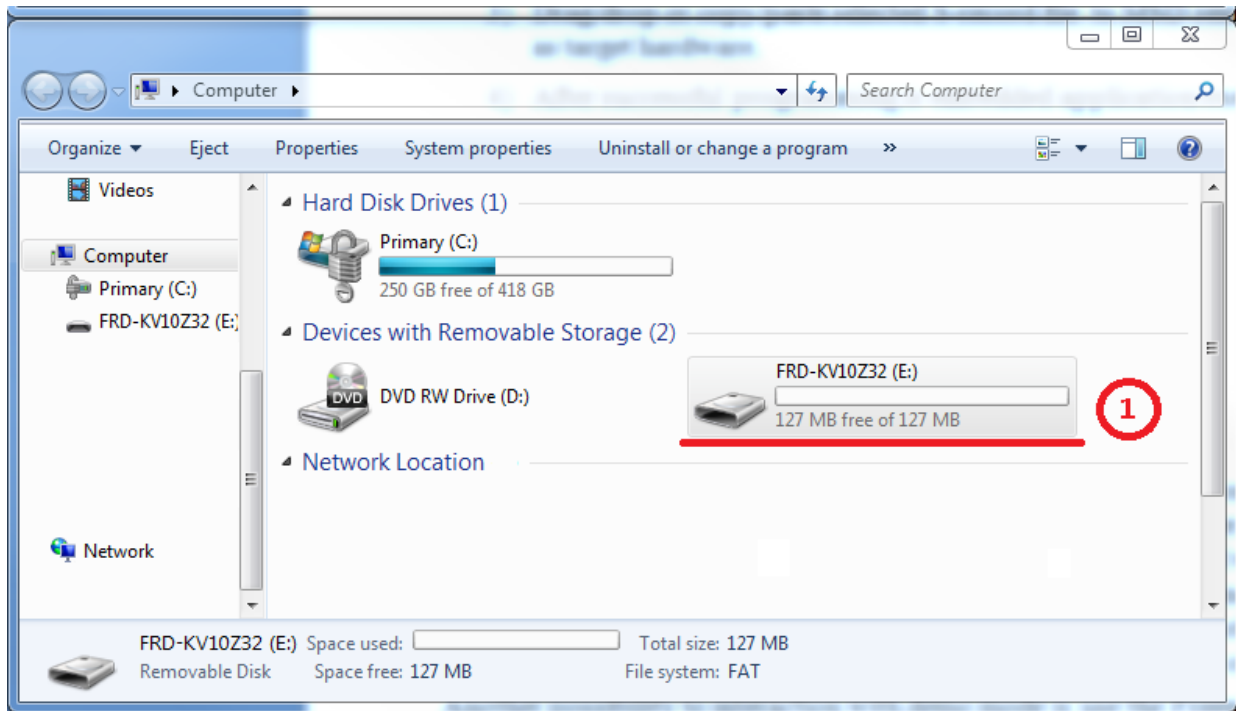 as target hardware.
Computer
Search Computer
Organize Eject Properties System properties Uninstall or change a program »
Videos
Computer
Primary (C:)
FRD-KV10Z32 (E:)
Hard Disk Drives (1)
Primary (C:)
250 GB free of 418 GB
Devices with Removable Storage (2)
DVD
DVD RW Drive (D:)
FRD-KV10Z32 (E:)
127 MB free of 127 MB
1
Network Location
Network
FRD-KV10Z32 (E:) Space used: Total size: 127 MB
Removable Disk Space free: 127 MB File system: FAT